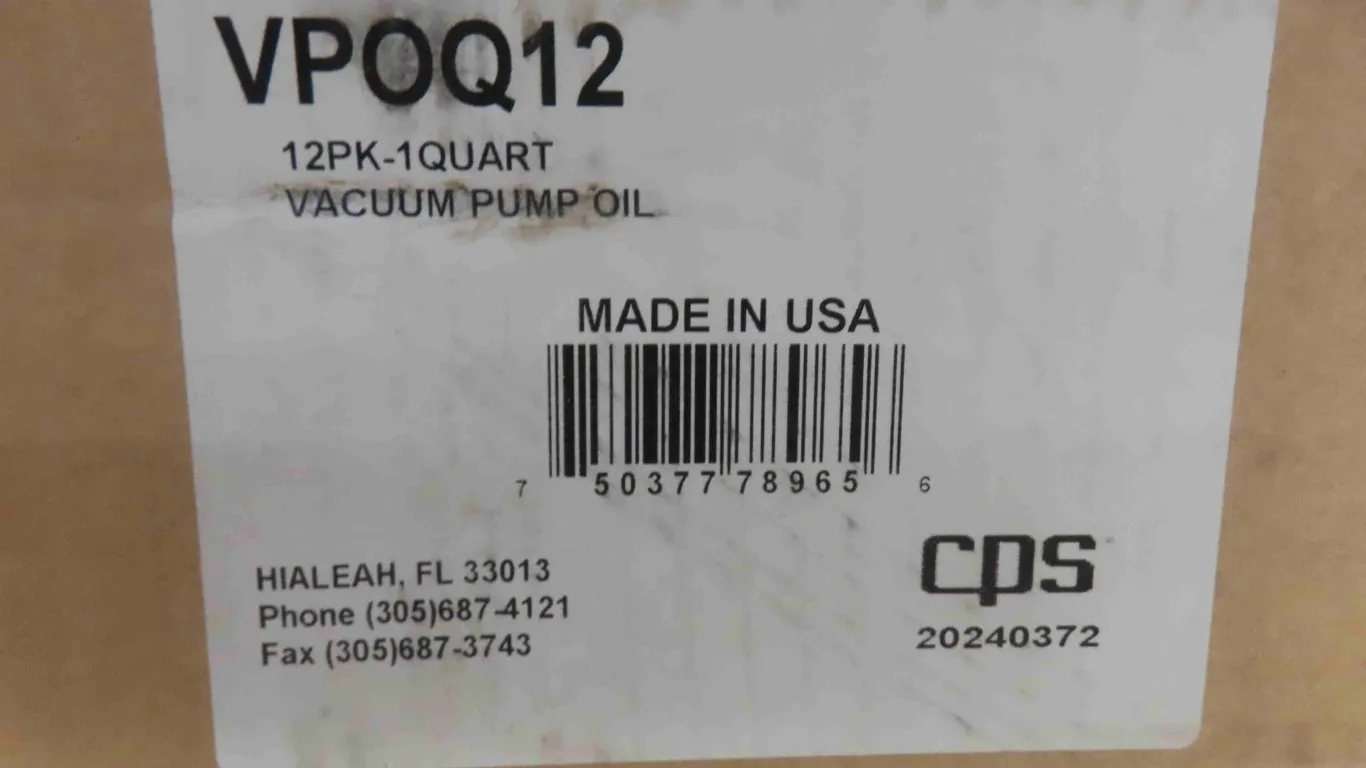 VPOQ12
12PK-1QUART
VACUUM PUMP OIL
MADE IN USA
7 50377 78965 6
HIALEAH, FL 33013
Phone (305)687-4121
Fax (305)687-3743
cps
20240372